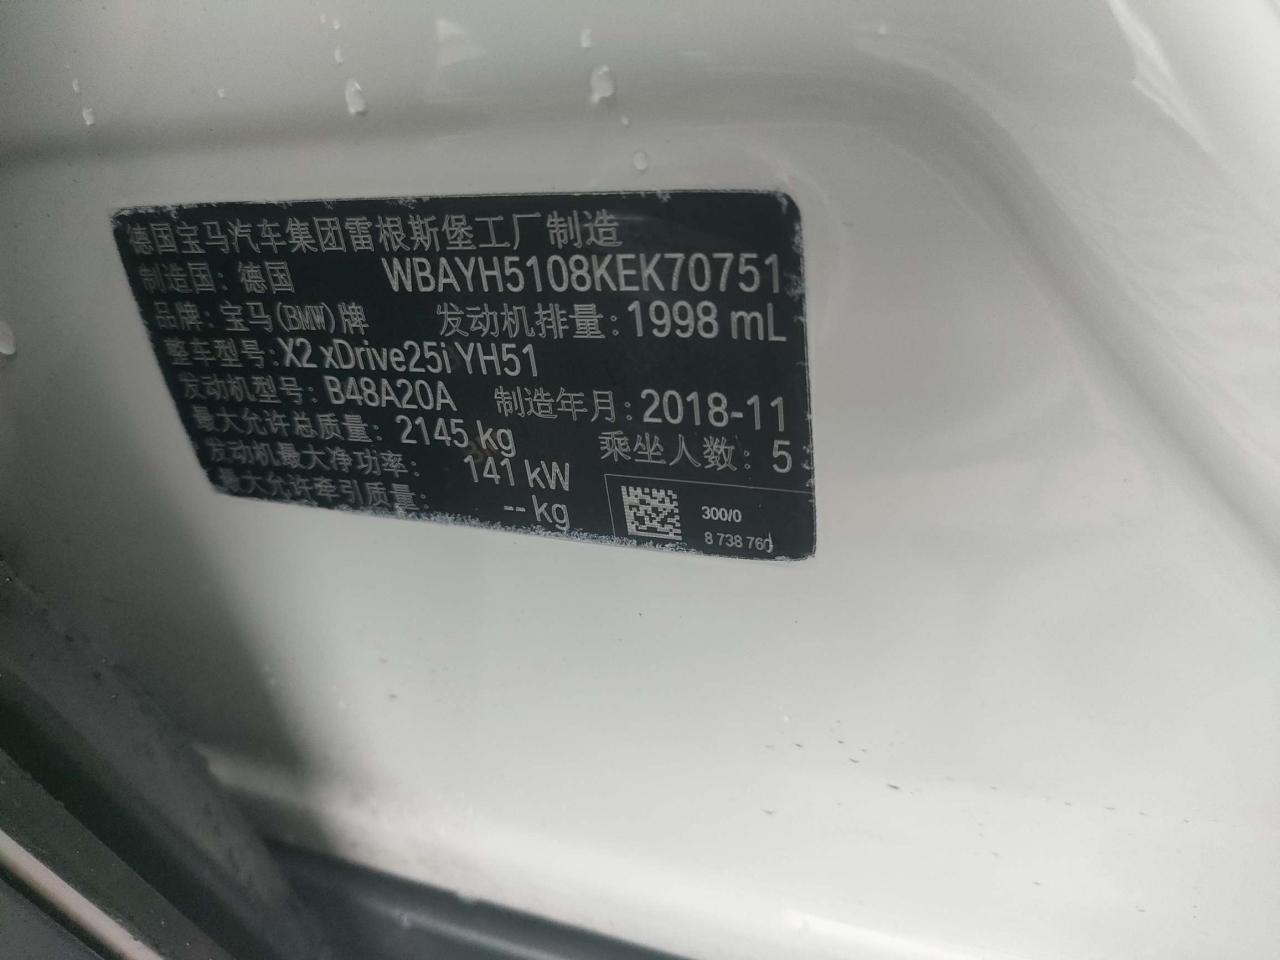 德国宝马汽车集团雷根斯堡工厂制造
制造国：德国 WBAYH5108KEK70751
品牌：宝马(BMW)牌 发动机排量：1998 mL
整车型号：X2 xDrive25i YH51
发动机型号：B48A20A 制造年月：2018-11
最大允许总质量：2145 kg 乘坐人数：5
发动机最大净功率：141 kW
最大允许牵引质量：-- kg
300/0
8 738 760